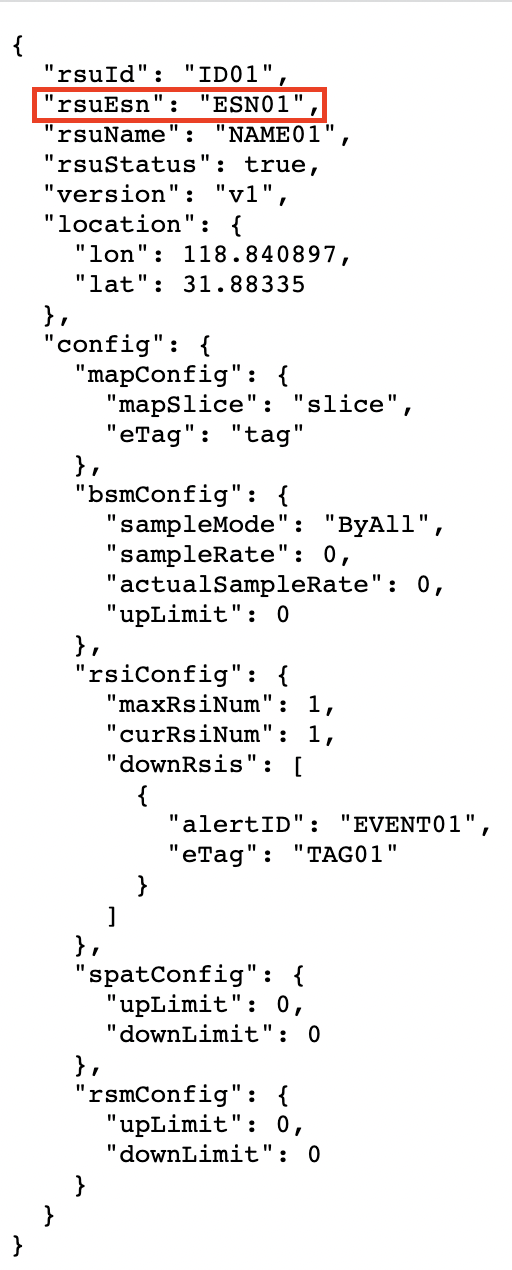 {
  "rsuId": "ID01",
  "rsuEsn": "ESN01",
  "rsuName": "NAME01",
  "rsuStatus": true,
  "version": "v1",
  "location": {
    "lon": 118.840897,
    "lat": 31.88335
  },
  "config": {
    "mapConfig": {
      "mapSlice": "slice",
      "eTag": "tag"
    },
    "bsmConfig": {
      "sampleMode": "ByAll",
      "sampleRate": 0,
      "actualSampleRate": 0,
      "upLimit": 0
    },
    "rsiConfig": {
      "maxRsiNum": 1,
      "curRsiNum": 1,
      "downRsis": [
        {
          "alertID": "EVENT01",
          "eTag": "TAG01"
        }
      ]
    },
    "spatConfig": {
      "upLimit": 0,
      "downLimit": 0
    },
    "rsmConfig": {
      "upLimit": 0,
      "downLimit": 0
    }
  }
}